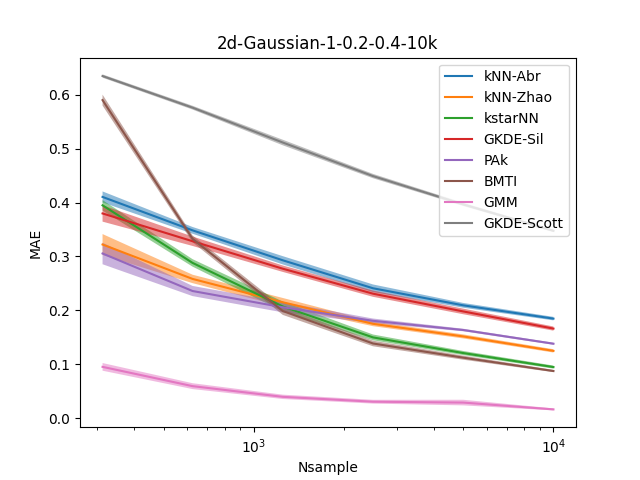 2d-Gaussian-1-0.2-0.4-10k
kNN-Abr
kNN-Zhao
kstarNN
GKDE-Sil
PAk
BMTI
GMM
GKDE-Scott
MAE
0.6
0.5
0.4
0.3
0.2
0.1
0.0
10³
10⁴
Nsample